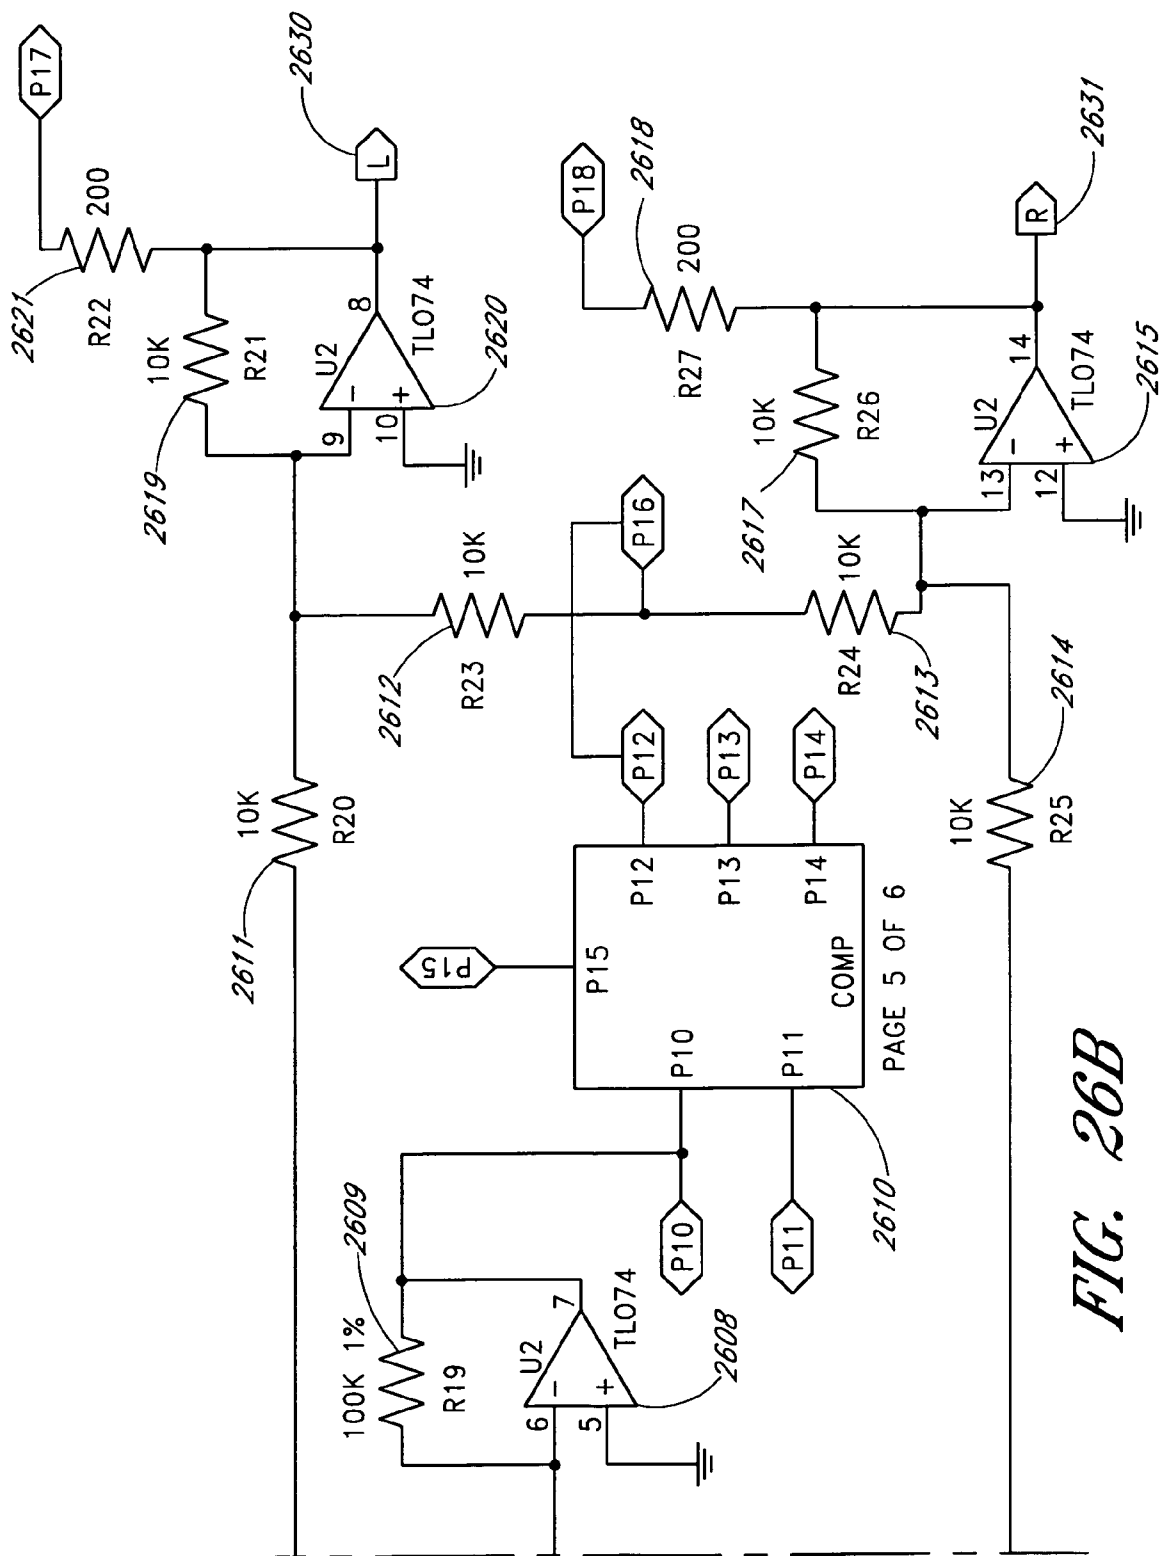 P17
2630
L
200
2621
R22
10K
R21
2619
U2
8
9
10
-
+
TL074
2620
P18
2618
200
R27
R
2631
10K
R26
2617
U2
14
13
12
-
+
TL074
2615
P16
10K
R23
2612
10K
R24
2613
10K
R20
2611
10K
R25
2614
P12
P13
P14
P15
P15
P12
P13
P14
P10
P11
COMP
PAGE 5 OF 6
P10
P11
2610
2609
100K 1%
R19
U2
7
6
5
-
+
TL074
2608
FIG. 26B